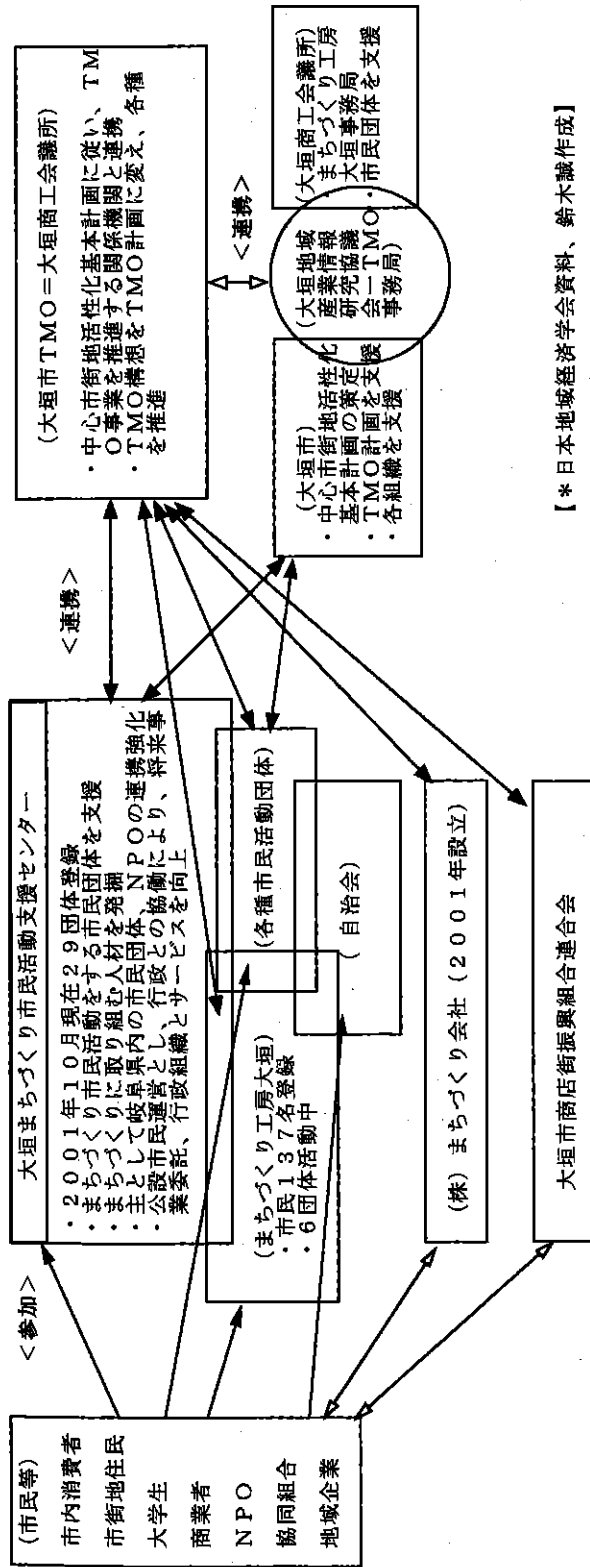 (市民等)
市内消費者
市街地住民
大学生
商業者
NPO
協同組合
地域企業
<参加>
大垣まちづくり市民活動支援センター
・2001年10月現在29団体登録
・まちづくり市民活動をする市民団体を支援
・まちづくりに取り組む人材を発掘
・主として岐阜県内の市民団体、NPOの連携強化
・公設市民運営とし、行政との協働により、将来事
業委託、行政組織とサービスを向上
(まちづくり工房大垣)
・市民137名登録
・6団体活動中
(各種市民活動団体)
(自治会)
(株)まちづくり会社(2001年設立)
大垣市商店街振興組合連合会
<連携>
(大垣市TMO=大垣商工会議所)
・中心市街地活性化基本計画に従い、TM
O事業を推進する関係機関と連携
・TMO構想をTMO計画に変え、各種
を推進
<連携>
(大垣市)
・中心市街地活性化
基本計画の策定
・TMO計画を支援
・各組織を支援
(大垣地域
産業情報
研究協議
会ーTMO
事務局)
(大垣商工会議所)
・まちづくり工房
大垣事務局
・市民団体を支援
【*日本地域経済学会資料、鈴木誠作成】